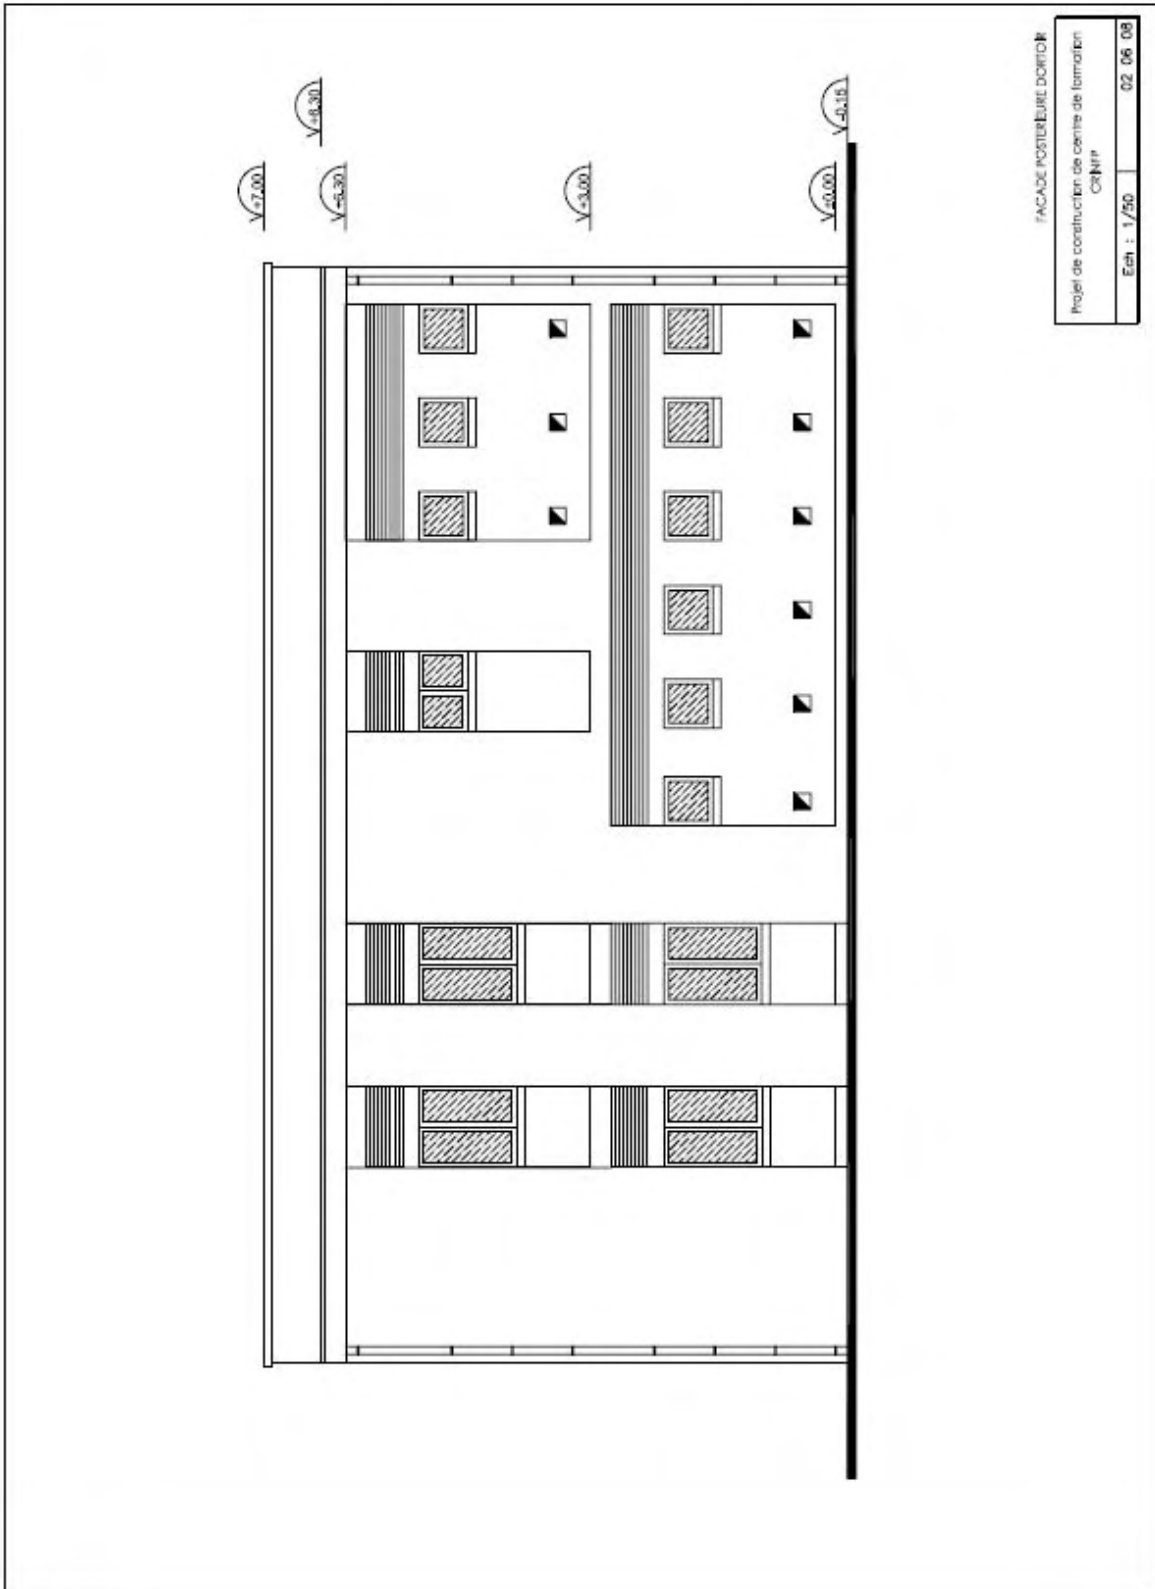 +7.00
+6.30
+6.30
+3.00
±0.00
-0.15
FACADE POSTERIEURE DORTOIR
Projet de construction de centre de formation
CRINFP
Ech : 1/50
02 06 08